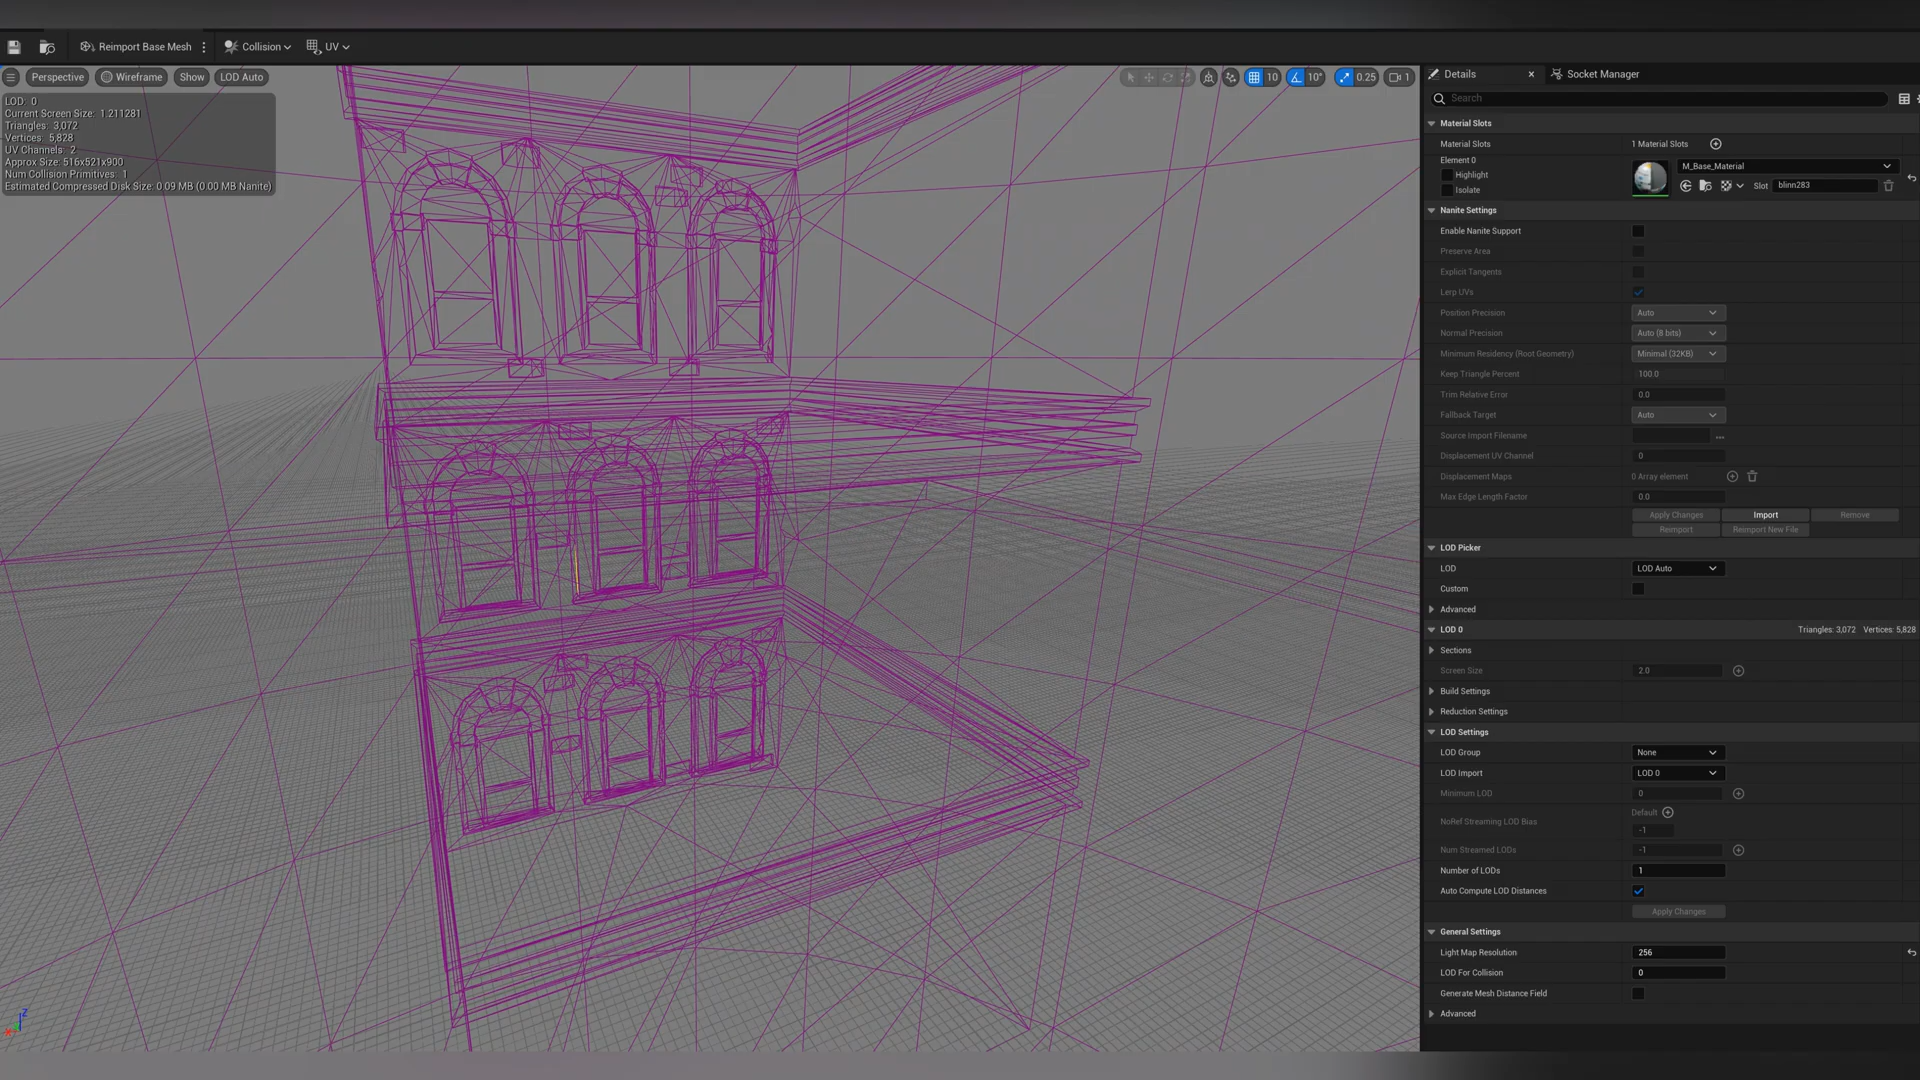 Reimport Base Mesh
Collision
UV
Perspective
Wireframe
Show
LOD Auto
10
10°
0.25
1
LOD: 0
Current Screen Size: 1.211281
Triangles: 3,072
Vertices: 5,828
UV Channels: 2
Approx Size: 516x521x900
Num Collision Primitives: 1
Estimated Compressed Disk Size: 0.09 MB (0.00 MB Nanite)
Z
X
Details
Socket Manager
Search
Material Slots
Material Slots 1 Material Slots
Element 0
Highlight
Isolate
M_Base_Material
Slot blinn283
Nanite Settings
Enable Nanite Support
Preserve Area
Explicit Tangents
Lerp UVs
Position Precision Auto
Normal Precision Auto (8 bits)
Minimum Residency (Root Geometry) Minimal (32KB)
Keep Triangle Percent 100.0
Trim Relative Error 0.0
Fallback Target Auto
Source Import Filename ...
Displacement UV Channel 0
Displacement Maps 0 Array element
Max Edge Length Factor 0.0
Apply Changes Import Remove
Reimport Reimport New File
LOD Picker
LOD LOD Auto
Custom
Advanced
LOD 0 Triangles: 3,072 Vertices: 5,828
Sections
Screen Size 2.0
Build Settings
Reduction Settings
LOD Settings
LOD Group None
LOD Import LOD 0
Minimum LOD 0
Default
NoRef Streaming LOD Bias
-1
Num Streamed LODs -1
Number of LODs 1
Auto Compute LOD Distances
Apply Changes
General Settings
Light Map Resolution 256
LOD For Collision 0
Generate Mesh Distance Field
Advanced